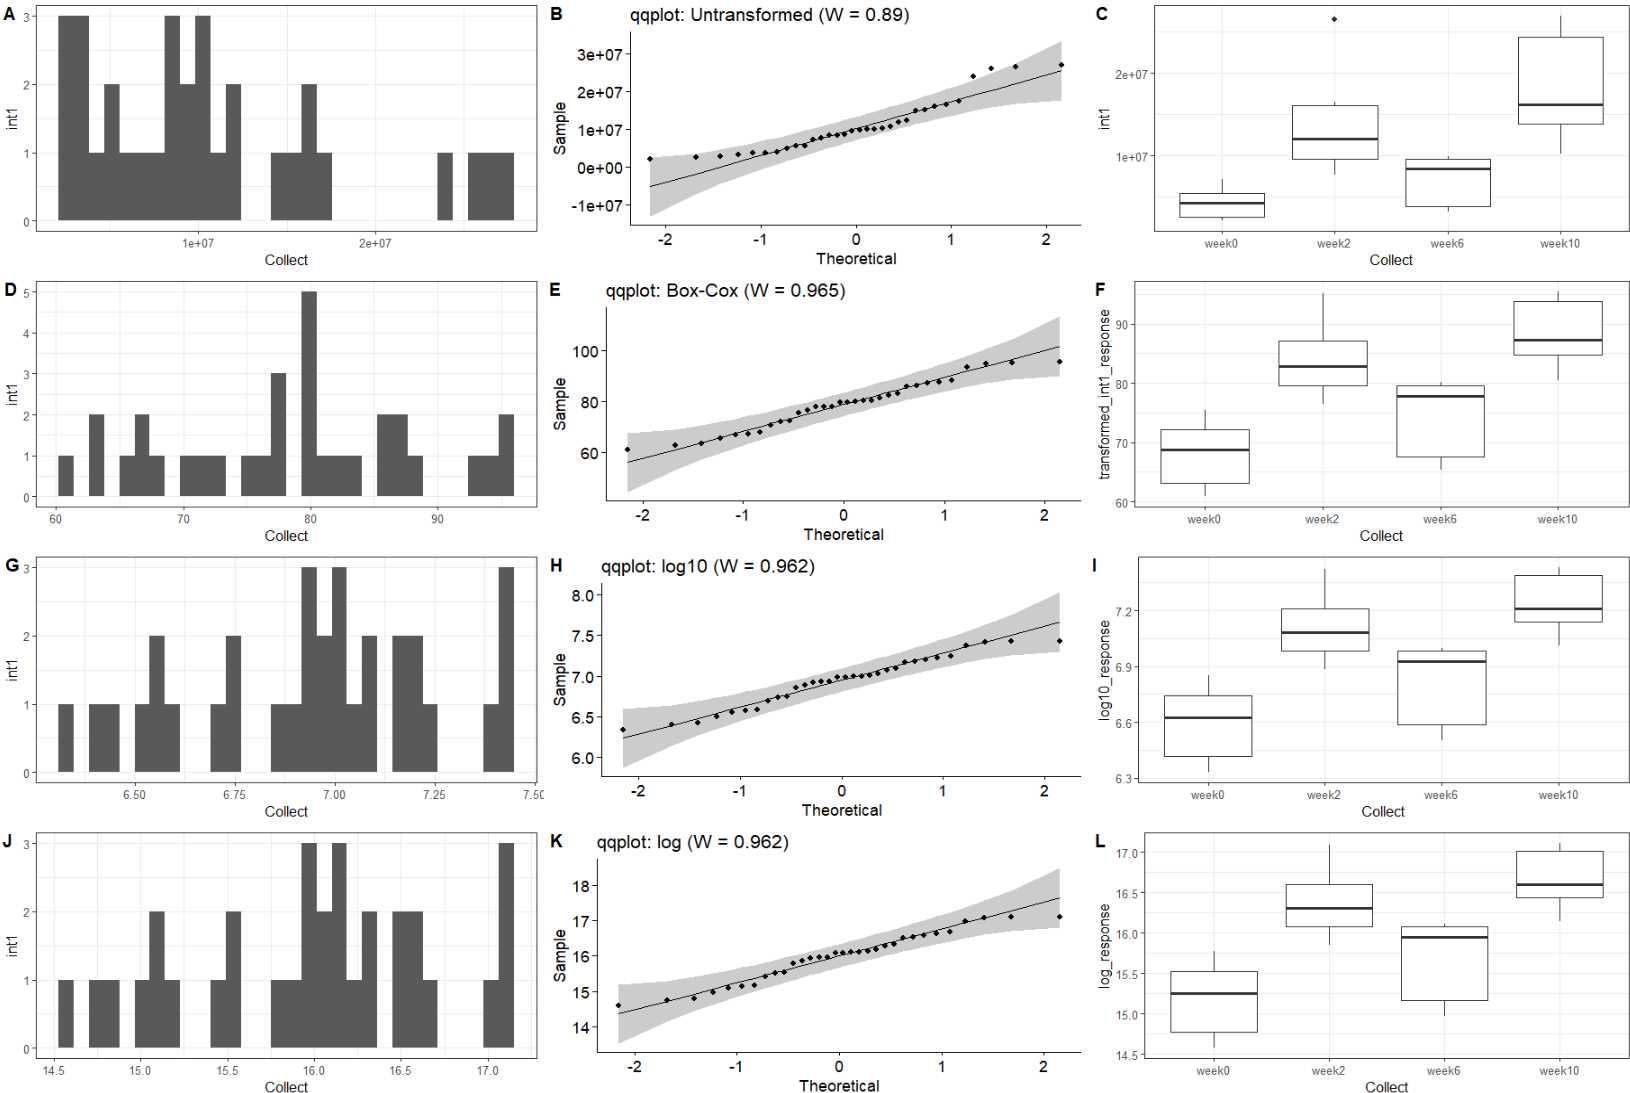 A
3
2
1
0
int1
1e+07 2e+07
Collect
B
qqplot: Untransformed (W = 0.89)
3e+07
2e+07
1e+07
0e+00
-1e+07
Sample
-2 -1 0 1 2
Theoretical
C
2e+07
1e+07
int1
week0 week2 week6 week10
Collect
D
5
4
3
2
1
0
int1
60 70 80 90
Collect
E
qqplot: Box-Cox (W = 0.965)
100
80
60
Sample
-2 -1 0 1 2
Theoretical
F
90
80
70
60
transformed_int1_response
week0 week2 week6 week10
Collect
G
3
2
1
0
int1
6.50 6.75 7.00 7.25 7.50
Collect
H
qqplot: log10 (W = 0.962)
8.0
7.5
7.0
6.5
6.0
Sample
-2 -1 0 1 2
Theoretical
I
7.2
6.9
6.6
6.3
log10_response
week0 week2 week6 week10
Collect
J
3
2
1
0
int1
14.5 15.0 15.5 16.0 16.5 17.0
Collect
K
qqplot: log (W = 0.962)
18
17
16
15
14
Sample
-2 -1 0 1 2
Theoretical
L
17.0
16.5
16.0
15.5
15.0
14.5
log_response
week0 week2 week6 week10
Collect